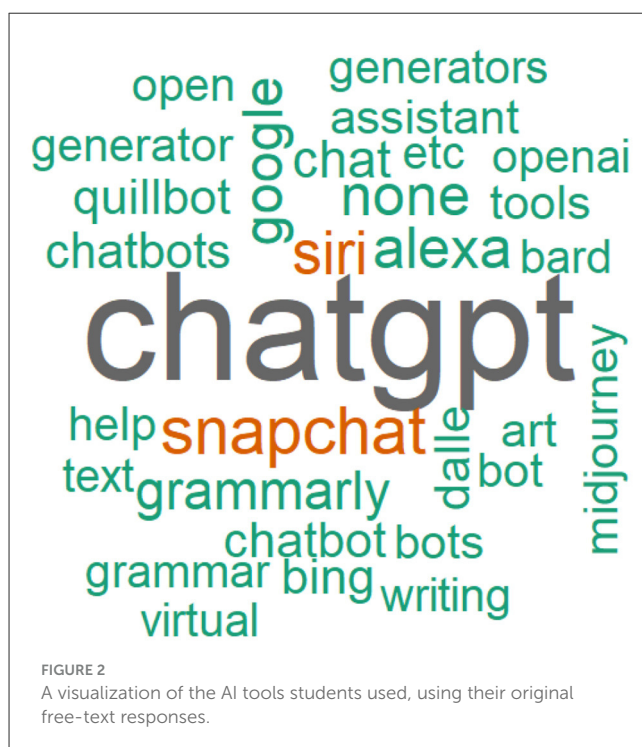 open
generators
google
assistant
generator
chat
etc
openai
quillbot
none
tools
chatbots
siri
alexa
bard
chatgpt
midjourney
help
snapchat
dalle
art
text
grammarly
bot
chatbot
bots
grammar
bing
writing
virtual
FIGURE 2
A visualization of the AI tools students used, using their original
free-text responses.